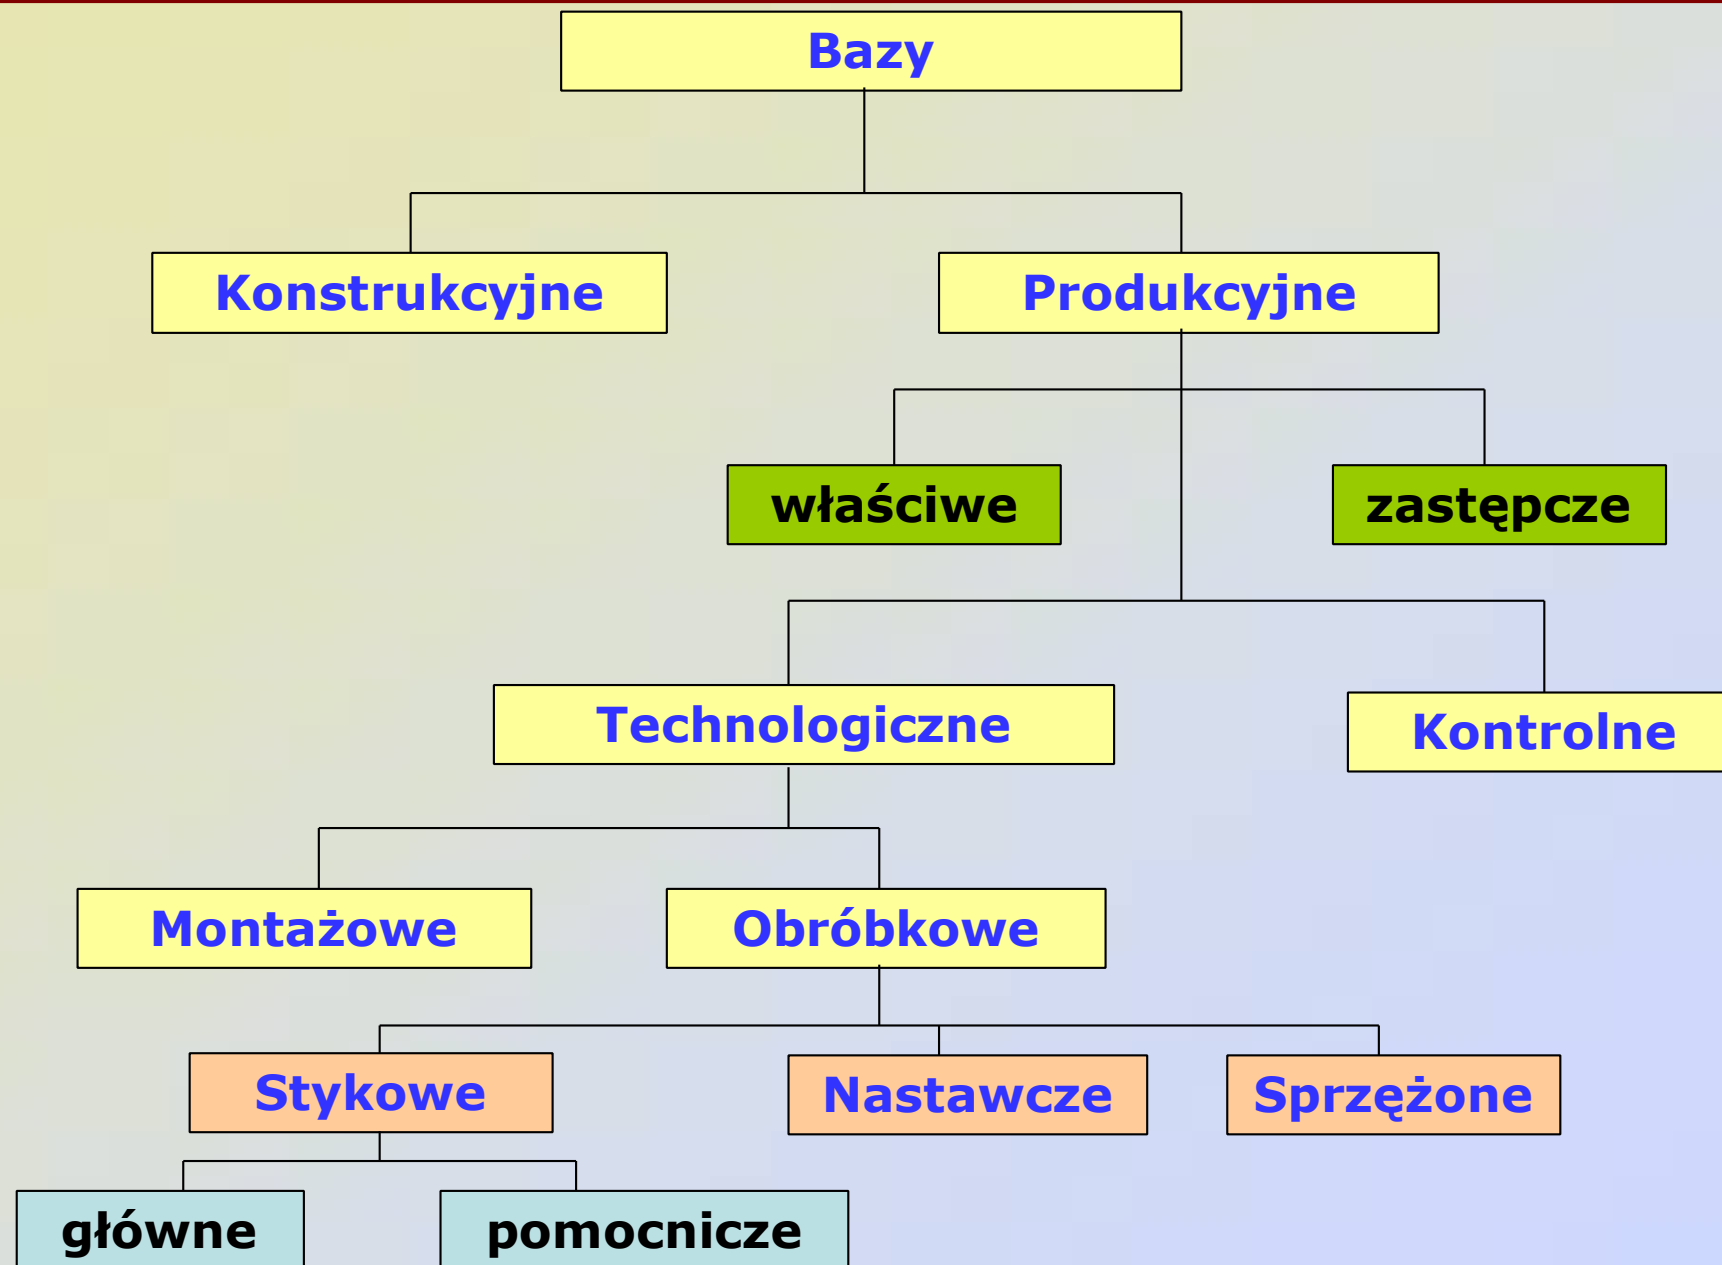 Bazy
Konstrukcyjne
Produkcyjne
właściwe
zastępcze
Technologiczne
Kontrolne
Montażowe
Obróbkowe
Stykowe
Nastawcze
Sprzężone
główne
pomocnicze